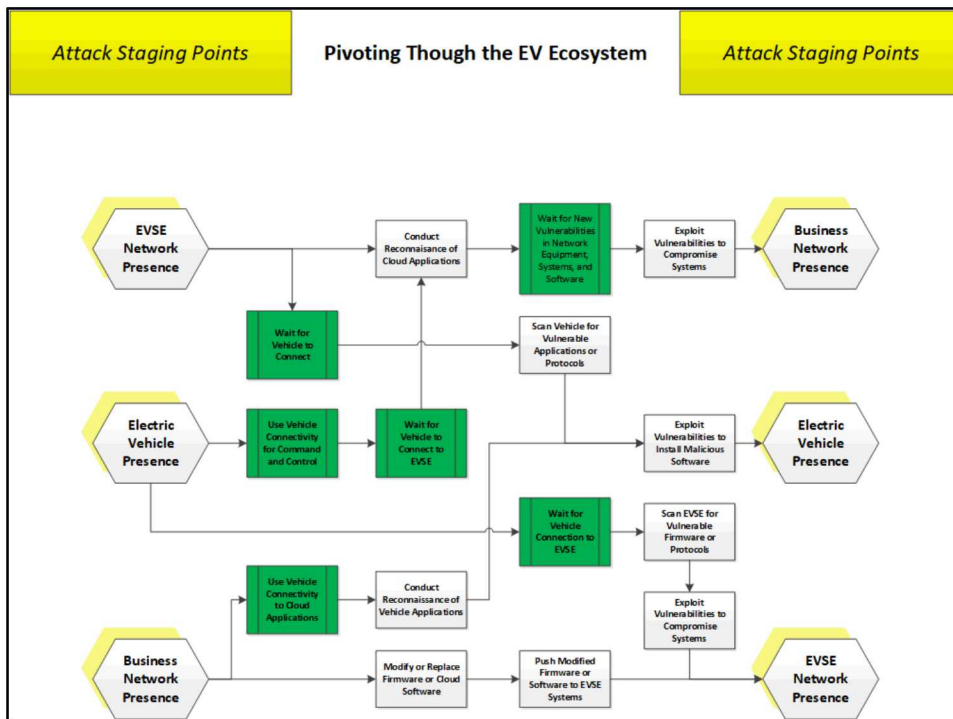 Attack Staging Points
Pivoting Though the EV Ecosystem
Attack Staging Points
EVSE
Network
Presence
Conduct
Reconnaisance of
Cloud Applications
Wait for New
Vulnerabilities
in Network
Equipment,
Systems, and
Software
Exploit
Vulnerabilities to
Compromise
Systems
Business
Network
Presence
Wait for
Vehicle to
Connect
Scan Vehicle for
Vulnerable
Applications or
Protocols
Electric
Vehicle
Presence
Use Vehicle
Connectivity
for Command
and Control
Wait for
Vehicle to
Connect to
EVSE
Exploit
Vulnerabilities to
Install Malicious
Software
Electric
Vehicle
Presence
Wait for
Vehicle
Connection to
EVSE
Scan EVSE for
Vulnerable
Firmware or
Protocols
Use Vehicle
Connectivity
to Cloud
Applications
Conduct
Reconnaissance of
Vehicle Applications
Exploit
Vulnerabilities to
Compromise
Systems
Business
Network
Presence
Modify or Replace
Firmware or Cloud
Software
Push Modified
Firmware or
Software to EVSE
Systems
EVSE
Network
Presence